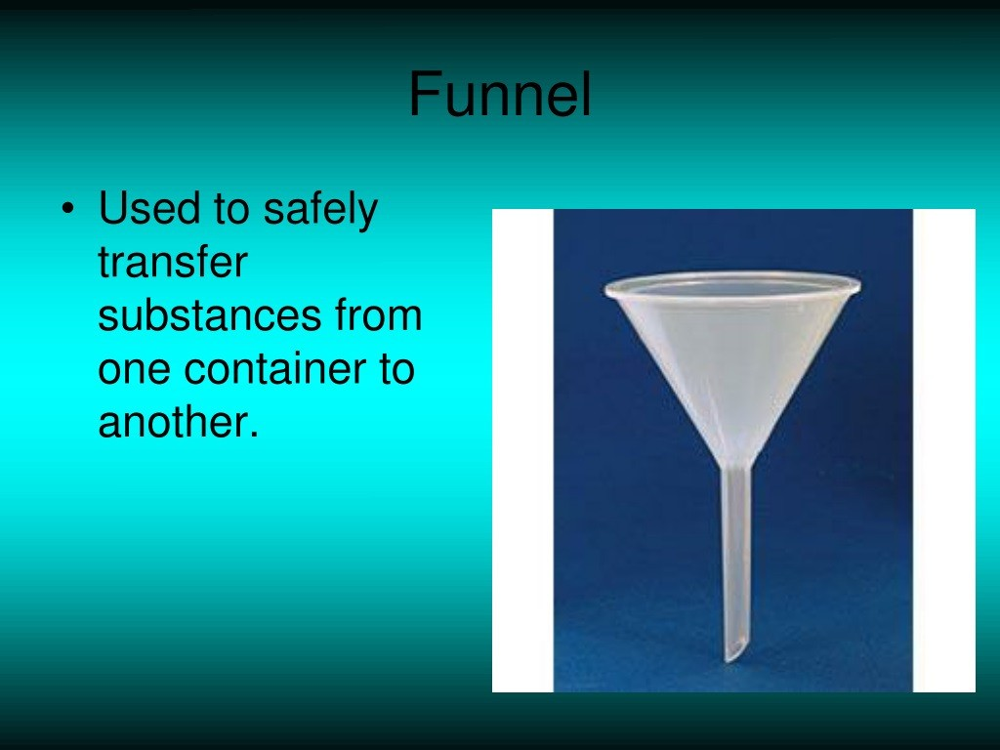 Funnel
• Used to safely
transfer
substances from
one container to
another.